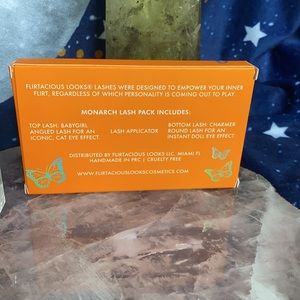 FLIRTACIOUS LOOKS® LASHES WERE DESIGNED TO EMPOWER YOUR INNER
FLIRT, REGARDLESS OF WHICH PERSONALITY IS COMING OUT TO PLAY
MONARCH LASH PACK INCLUDES:
TOP LASH: BABYGIRL
ANGLED LASH FOR AN
ICONIC, CAT EYE EFFECT.
LASH APPLICATOR
BOTTOM LASH: CHARMER
ROUND LASH FOR AN
INSTANT DOLL EYE EFFECT
DISTRIBUTED BY FLIRTACIOUS LOOKS LLC. MIAMI FL
HANDMADE IN PRC | CRUELTY FREE
WWW.FLIRTACIOUSLOOKSCOSMETICS.COM